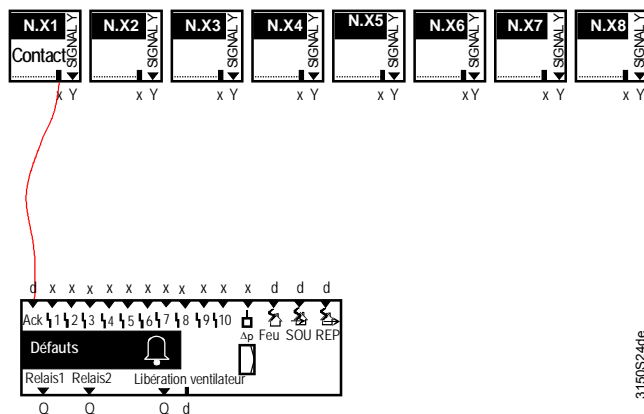 N.X1 N.X2 N.X3 N.X4 N.X5 N.X6 N.X7 N.X8
Contact
SIGNAL Y SIGNAL Y SIGNAL Y SIGNAL Y SIGNAL Y SIGNAL Y SIGNAL Y SIGNAL Y
x Y x Y x Y x Y x Y x Y x Y x Y
d x x x x x x x x x x x d d d
Ack 1 2 3 4 5 6 7 8 9 10
Δp Feu SOU REP
Défauts
Relais1 Relais2 Libération ventilateur
Q Q Q d
3150S24de